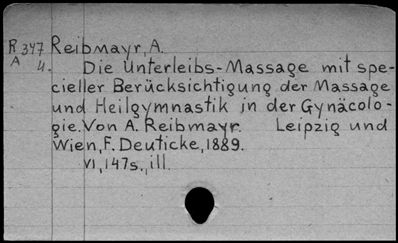 R 347 Reibmayr, A.
A 4. Die Unterleibs-Massage mit spe-
cieller Berücksichtigung der Massage
und Heilgymnastik in der Gynäcolo-
gie. Von A. Reibmayr. Leipzig und
Wien, F. Deuticke, 1889.
VI, 147s., ill.